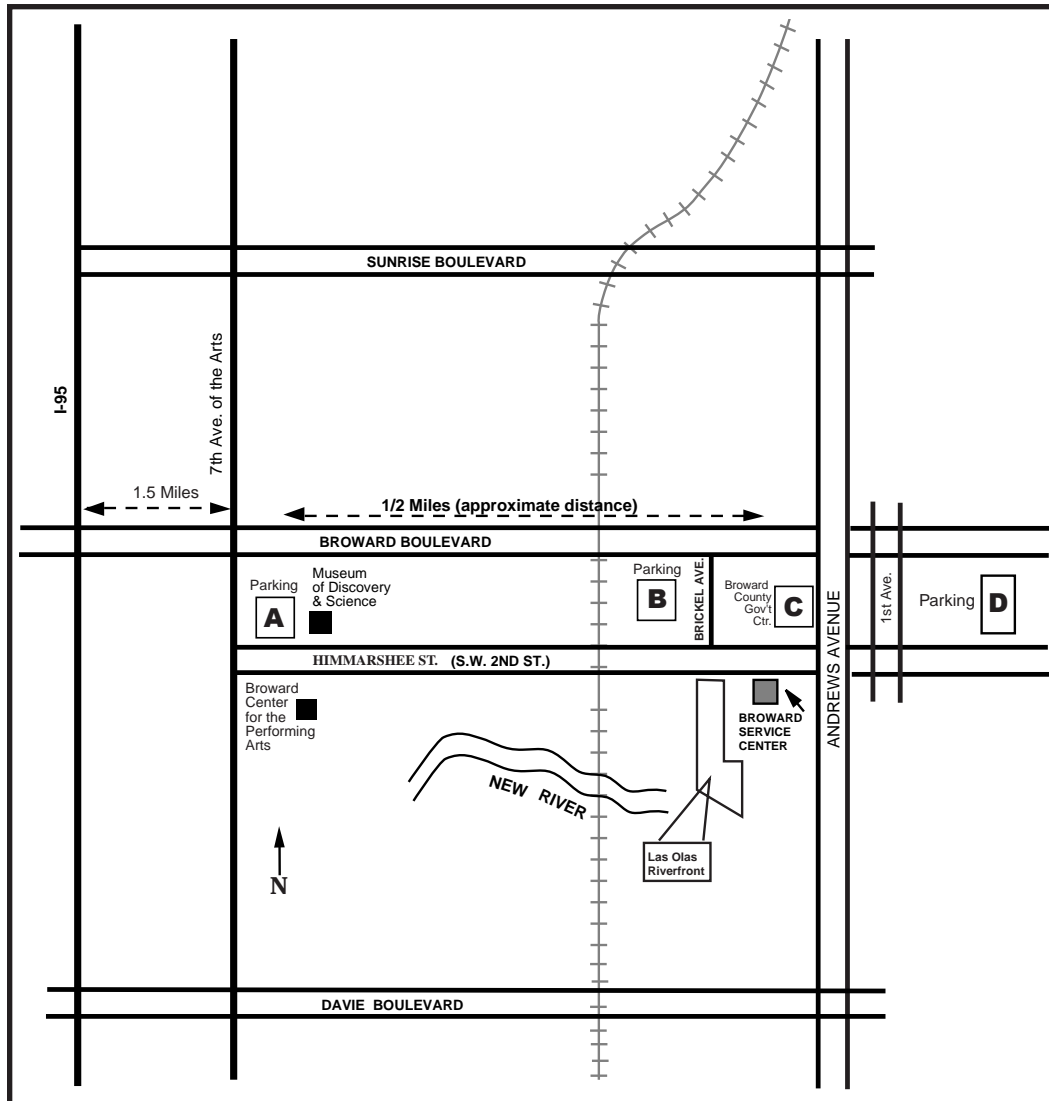 SUNRISE BOULEVARD
I-95
7th Ave. of the Arts
1.5 Miles
1/2 Miles (approximate distance)
BROWARD BOULEVARD
Parking
A
Museum
of Discovery
& Science
Parking
B
BRICKEL AVE.
Broward
County
Gov't
Ctr.
C
ANDREWS AVENUE
1st Ave.
Parking
D
HIMMARSHEE ST. (S.W. 2ND ST.)
Broward
Center
for the
Performing
Arts
BROWARD
SERVICE
CENTER
NEW RIVER
Las Olas
Riverfront
N
DAVIE BOULEVARD